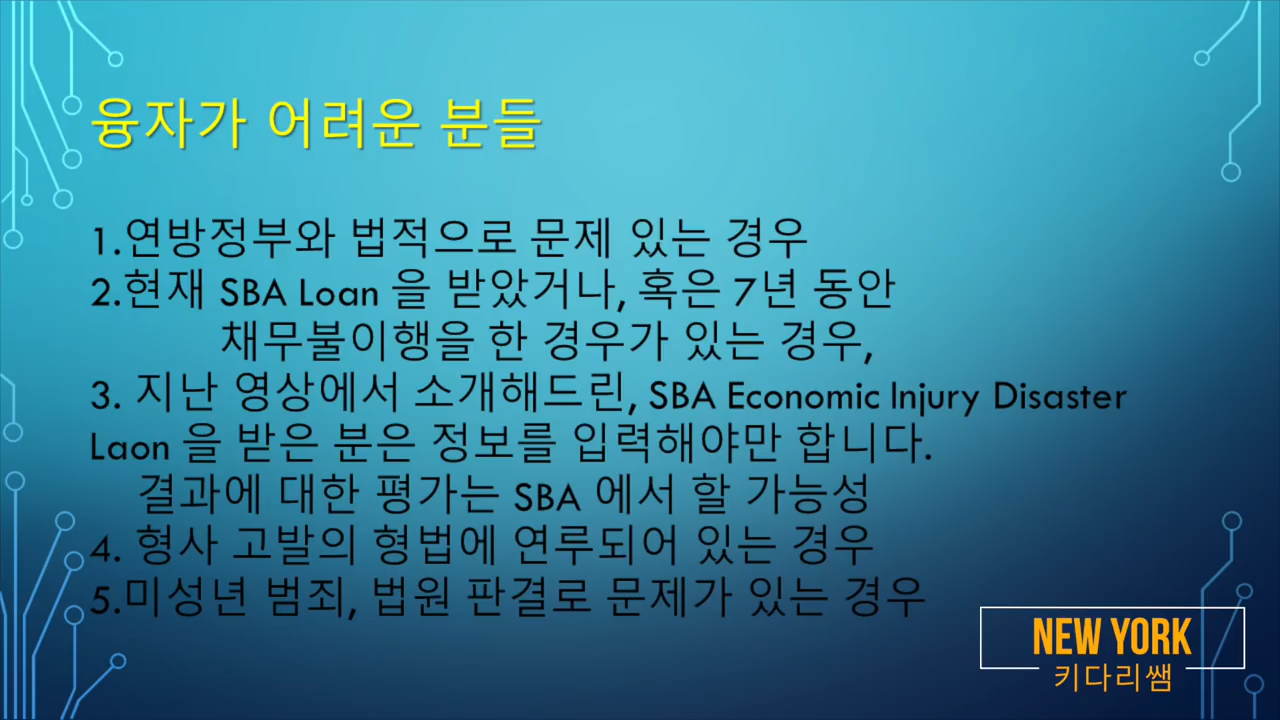 융자가 어려운 분들
1.연방정부와 법적으로 문제 있는 경우
2.현재 SBA Loan 을 받았거나, 혹은 7년 동안
채무불이행을 한 경우가 있는 경우,
3. 지난 영상에서 소개해드린, SBA Economic Injury Disaster
Laon 을 받은 분은 정보를 입력해야만 합니다.
결과에 대한 평가는 SBA 에서 할 가능성
4. 형사 고발의 형법에 연루되어 있는 경우
5.미성년 범죄, 법원 판결로 문제가 있는 경우
NEW YORK
키다리쌤